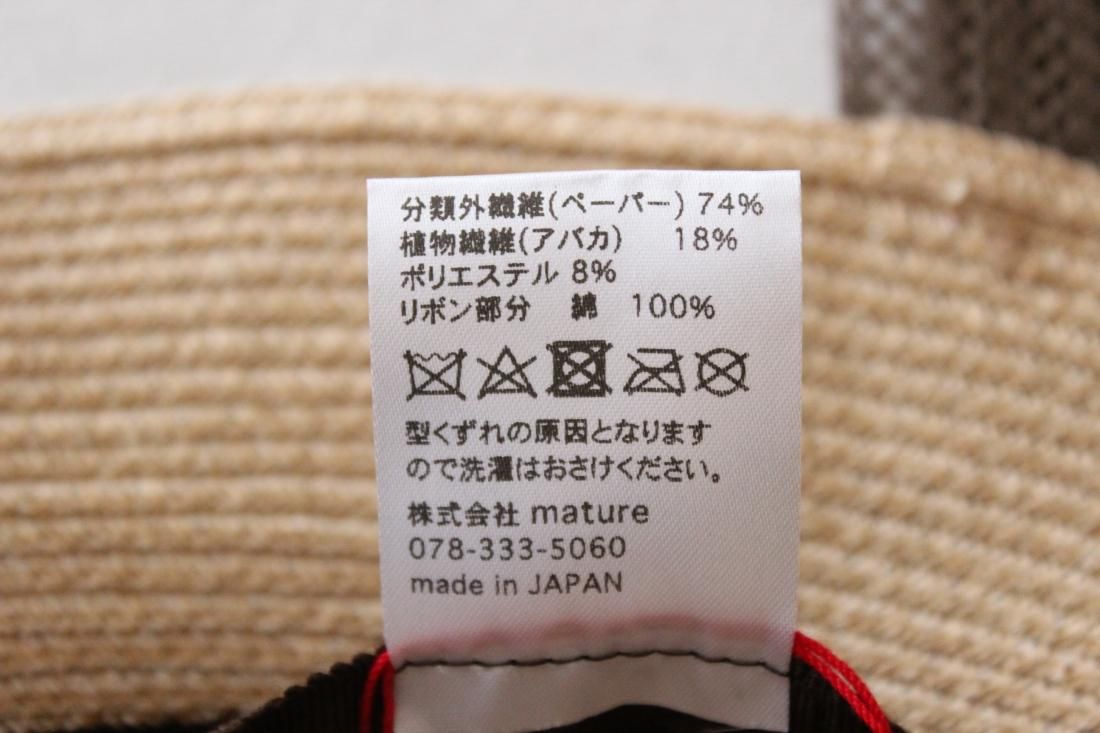 分類外繊維(ペーパー) 74%
植物繊維(アバカ) 18%
ポリエステル 8%
リボン部分 綿 100%
型くずれの原因となります
ので洗濯はおさけください。
株式会社 mature
078-333-5060
made in JAPAN